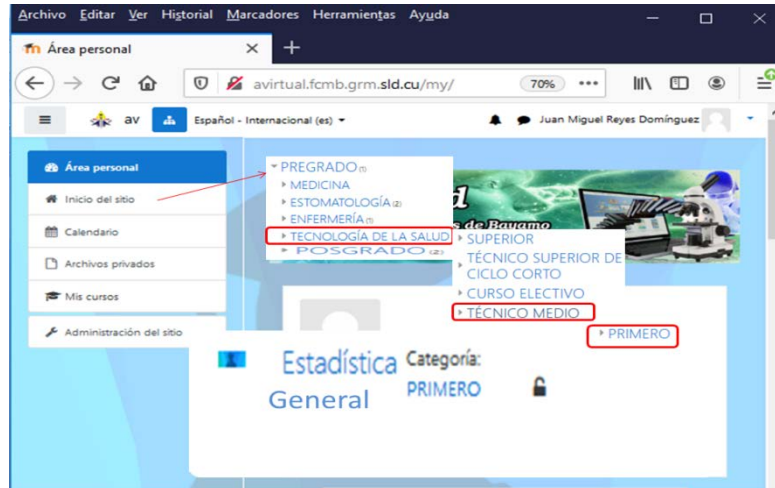 Archivo Editar Ver Historial Marcadores Herramientas Ayuda
Área personal
avirtual.fcmb.grm.sld.cu/my/ 70%
av Español - Internacional (es) Juan Miguel Reyes Domínguez
Área personal
Inicio del sitio
Calendario
Archivos privados
Mis cursos
Administración del sitio
PREGRADO (1)
MEDICINA
ESTOMATOLOGÍA (2)
ENFERMERÍA (1)
TECNOLOGÍA DE LA SALUD
POSGRADO (2)
de Bayamo
SUPERIOR
TÉCNICO SUPERIOR DE
CICLO CORTO
CURSO ELECTIVO
TÉCNICO MEDIO
PRIMERO
Estadística
General
Categoría:
PRIMERO